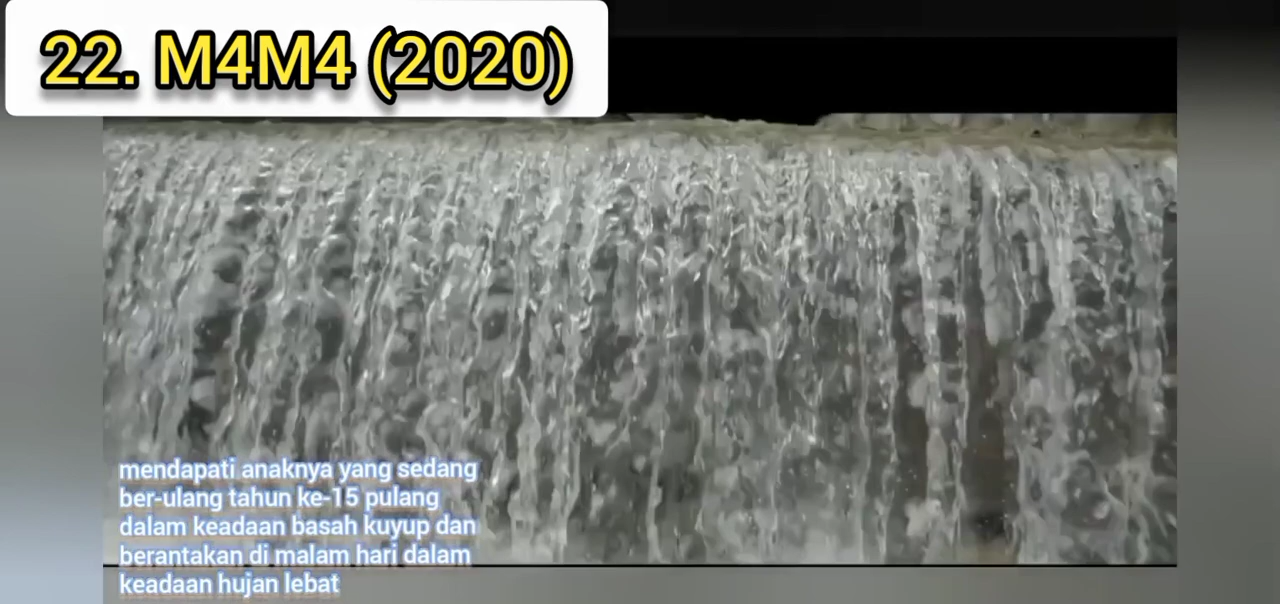 22. M4M4 (2020)
mendapati anaknya yang sedang
ber-ulang tahun ke-15 pulang
dalam keadaan basah kuyup dan
berantakan di malam hari dalam
keadaan hujan lebat